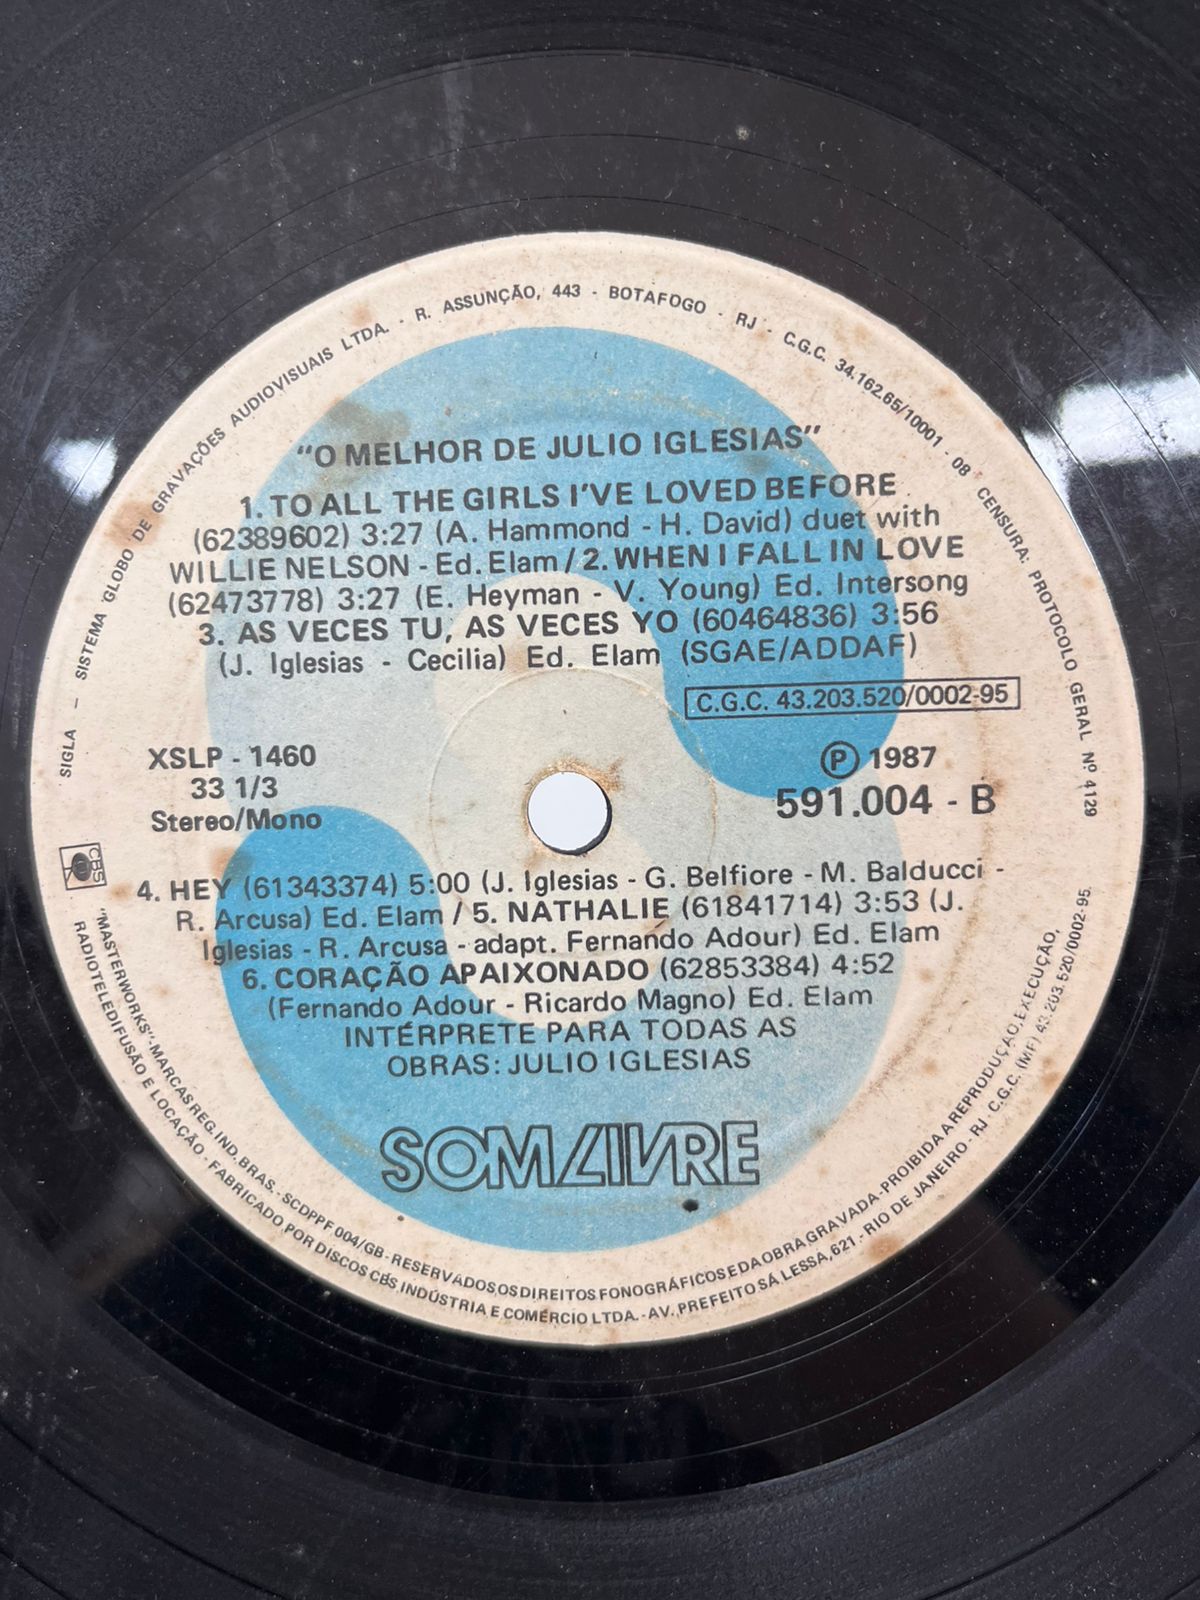 SIGLA - SISTEMA GLOBO DE GRAVAÇÕES AUDIOVISUAIS LTDA. - R. ASSUNÇÃO, 443 - BOTAFOGO - RJ - C.G.C. 34.162.65/10001 - 08 CENSURA: PROTOCOLO GERAL Nº 4129
"O MELHOR DE JULIO IGLESIAS"
1. TO ALL THE GIRLS I'VE LOVED BEFORE
(62389602) 3:27 (A. Hammond - H. David) duet with
WILLIE NELSON - Ed. Elam / 2. WHEN I FALL IN LOVE
(62473778) 3:27 (E. Heyman - V. Young) Ed. Intersong
3. AS VECES TU, AS VECES YO (60464836) 3:56
(J. Iglesias - Cecilia) Ed. Elam (SGAE/ADDAF)
C.G.C. 43.203.520/0002-95
XSLP - 1460
33 1/3
Stereo/Mono
Ⓟ 1987
591.004 - B
CBS
4. HEY (61343374) 5:00 (J. Iglesias - G. Belfiore - M. Balducci -
R. Arcusa) Ed. Elam / 5. NATHALIE (61841714) 3:53 (J.
Iglesias - R. Arcusa - adapt. Fernando Adour) Ed. Elam
6. CORAÇÃO APAIXONADO (62853384) 4:52
(Fernando Adour - Ricardo Magno) Ed. Elam
INTÉRPRETE PARA TODAS AS
OBRAS: JULIO IGLESIAS
SOM LIVRE
"MASTERWORKS"-MARCAS REG. IND. BRAS. - SCDPPF 004/GB - RESERVADOS OS DIREITOS FONOGRÁFICOS E DA OBRA GRAVADA - PROIBIDA A REPRODUÇÃO, EXECUÇÃO,
RADIOTELEDIFUSÃO E LOCAÇÃO - FABRICADO POR DISCOS CBS INDÚSTRIA E COMÉRCIO LTDA. - AV. PREFEITO SÁ LESSA, 621 - RIO DE JANEIRO - RJ C.G.C. (MF) 43.203.520/0002-95